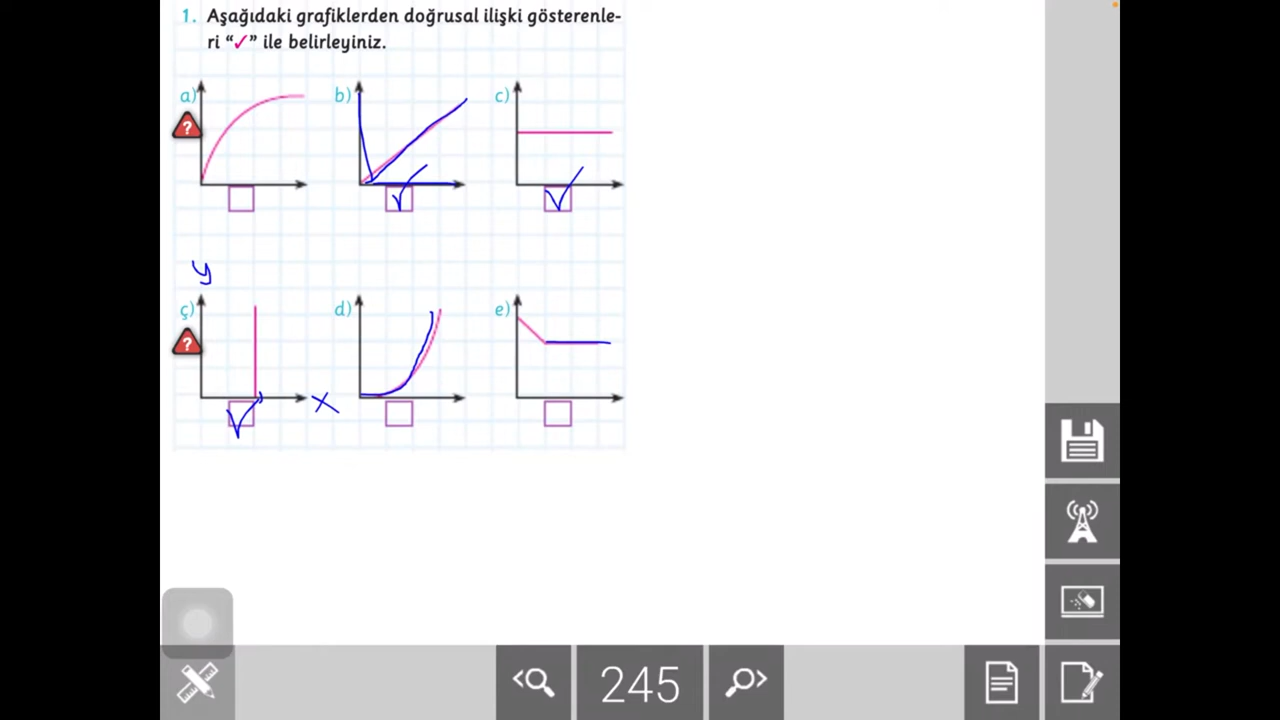 1. Aşağıdaki grafiklerden doğrusal ilişki gösterenle-
ri “✓” ile belirleyiniz.
a) b) c)
? 
✓ ✓
y
ç) d) e)
?
x
✓
245